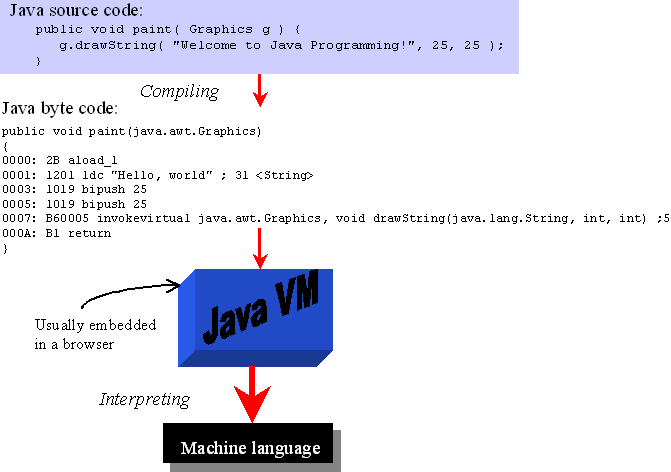 Java source code:
public void paint( Graphics g ) {
g.drawString( "Welcome to Java Programming!", 25, 25 );
}
Compiling
Java byte code:
public void paint(java.awt.Graphics)
{
0000: 2B aload_1
0001: 1201 ldc "Hello, world" ; 31 <String>
0003: 1019 bipush 25
0005: 1019 bipush 25
0007: B60005 invokevirtual java.awt.Graphics, void drawString(java.lang.String, int, int) ;5
000A: B1 return
}
Java VM
Usually embedded
in a browser
Interpreting
Machine language